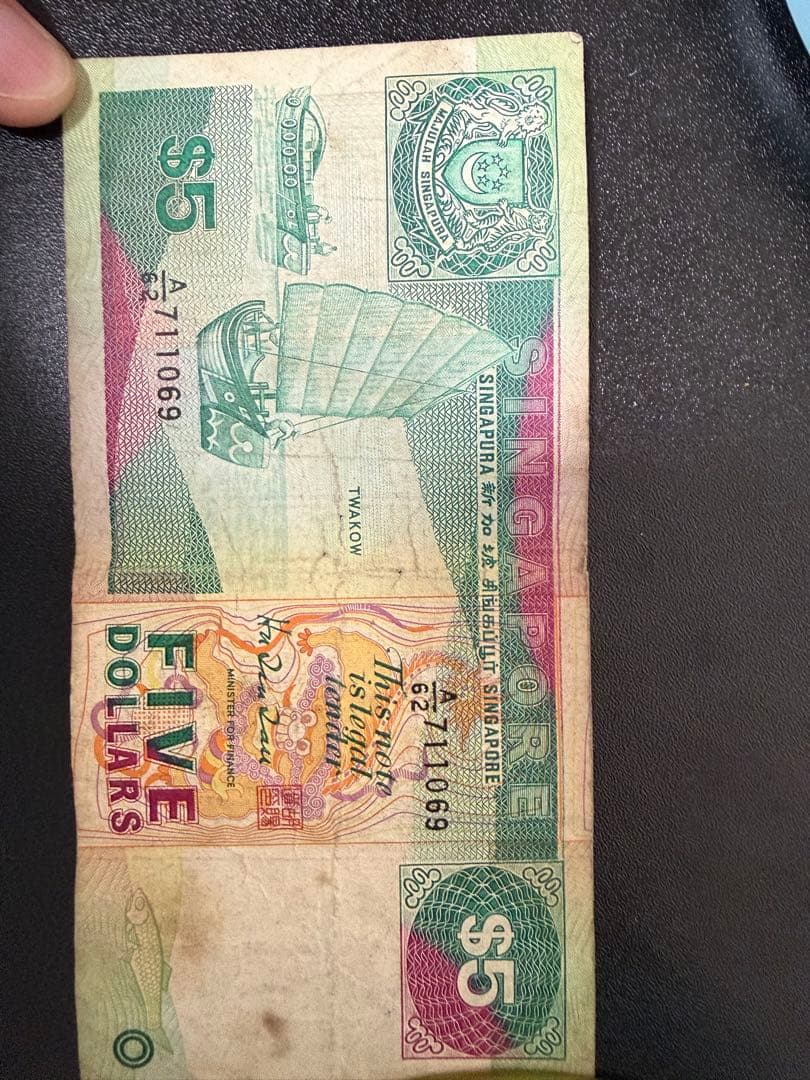 MAJULAH SINGAPURA
SINGAPORE
SINGAPURA 新加坡 சிங்கப்பூர் SINGAPORE
$5
A/62 711069
TWAKOW
A/62 711069
This note
is legal
tender
MINISTER FOR FINANCE
FIVE
DOLLARS
$5